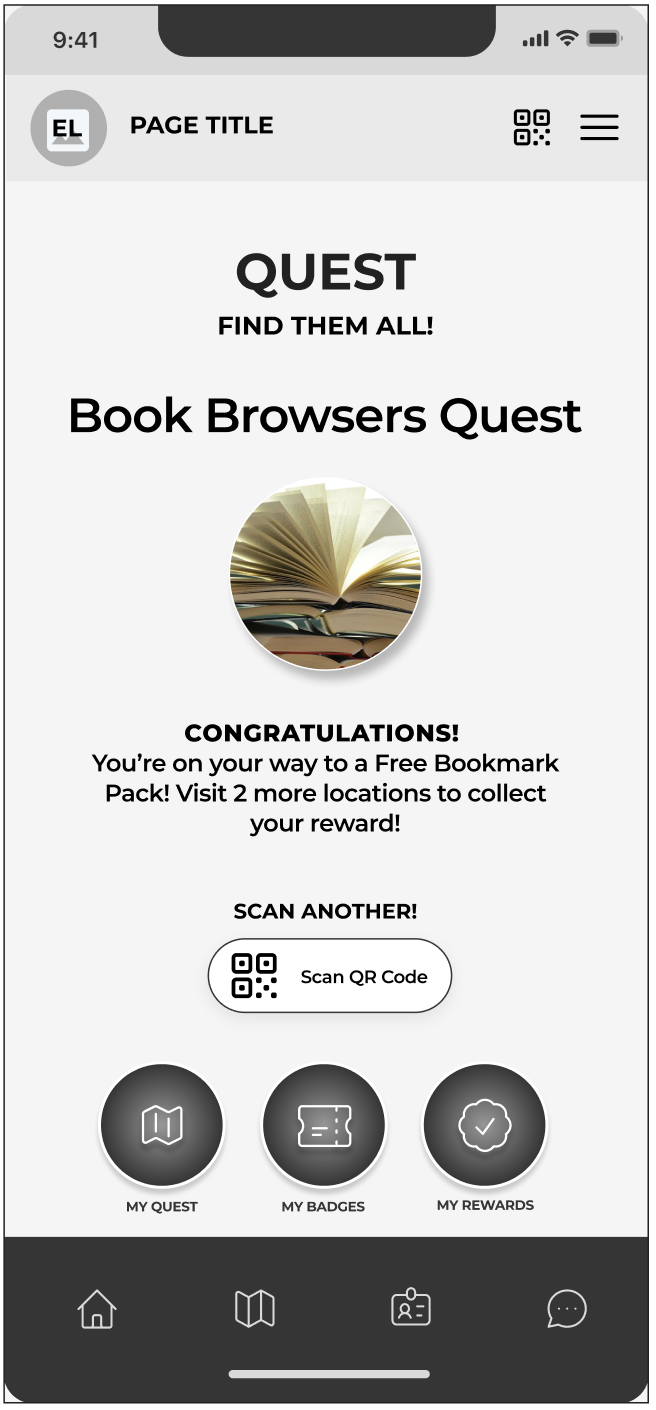 9:41
EL
PAGE TITLE
QUEST
FIND THEM ALL!
Book Browsers Quest
CONGRATULATIONS!
You’re on your way to a Free Bookmark
Pack! Visit 2 more locations to collect
your reward!
SCAN ANOTHER!
Scan QR Code
MY QUEST
MY BADGES
MY REWARDS